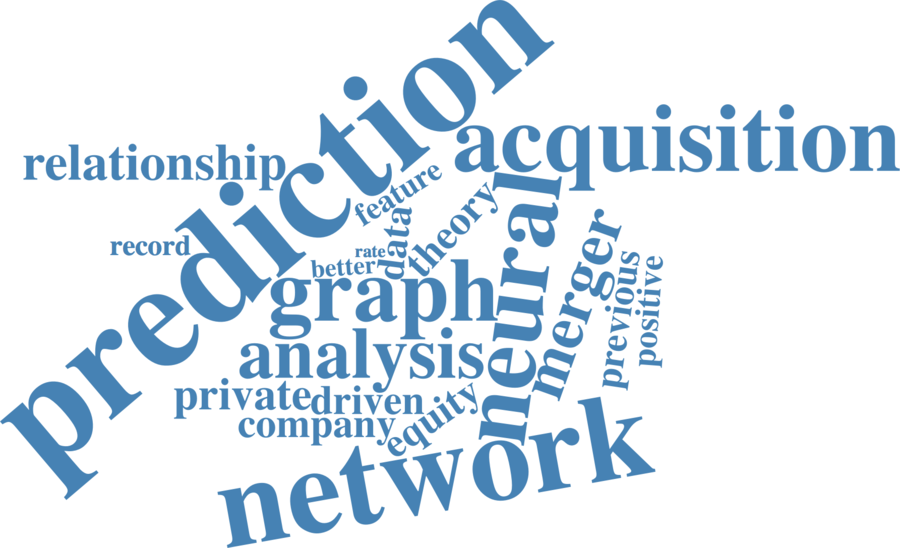 prediction
acquisition
relationship
feature
theory
neural
data
record
rate
better
graph
merger
previous
positive
analysis
private
driven
company
equity
network